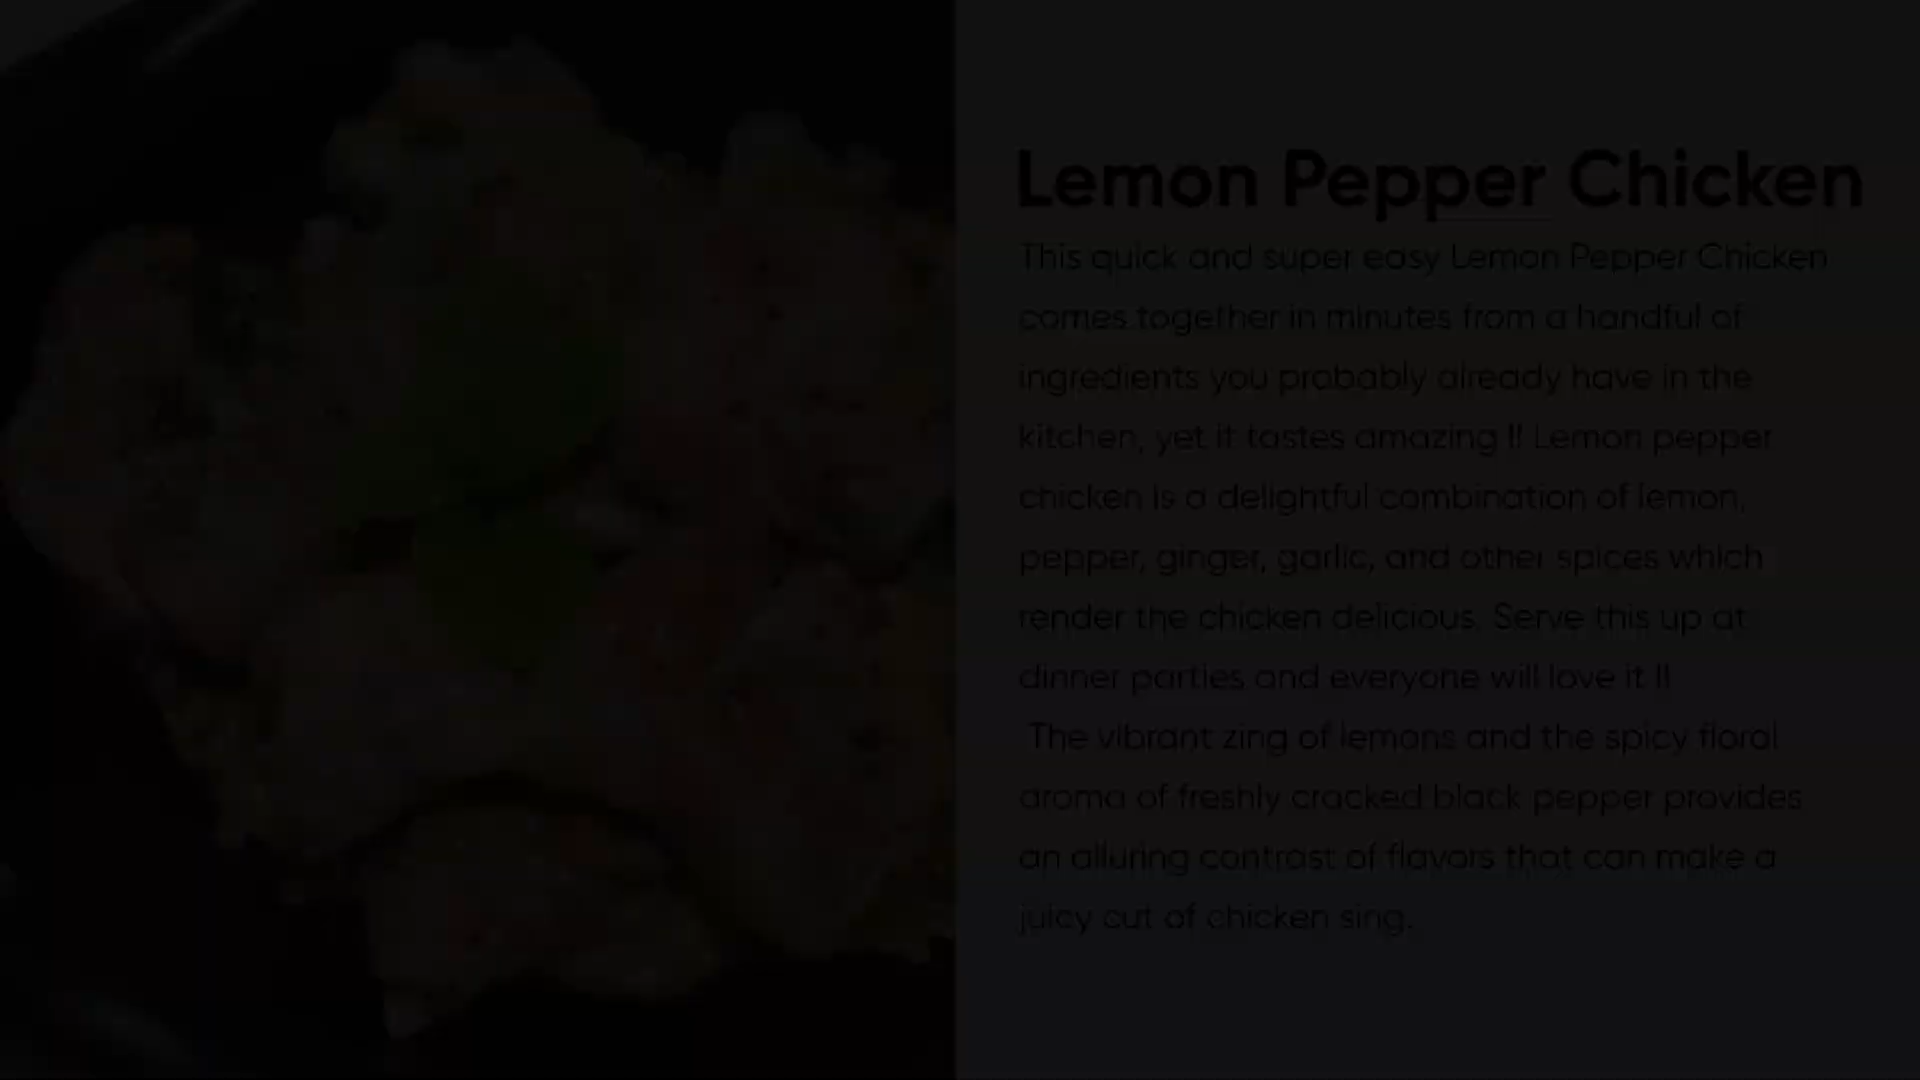 Lemon Pepper Chicken
This quick and super easy Lemon Pepper Chicken
comes together in minutes from a handful of
ingredients you probably already have in the
kitchen, yet it tastes amazing !! Lemon pepper
chicken is a delightful combination of lemon,
pepper, ginger, garlic, and other spices which
render the chicken delicious. Serve this up at
dinner parties and everyone will love it !!
The vibrant zing of lemons and the spicy floral
aroma of freshly cracked black pepper provides
an alluring contrast of flavors that can make a
juicy cut of chicken sing.